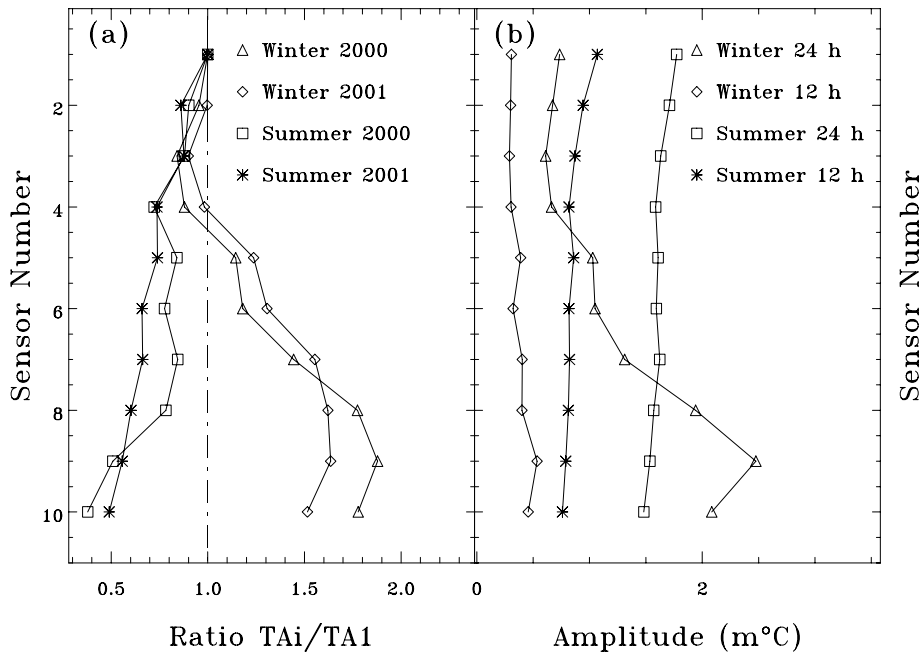 (a)
Winter 2000
Winter 2001
Summer 2000
Summer 2001
Sensor Number
2
4
6
8
10
0.5
1.0
1.5
2.0
Ratio TAi/TA1
(b)
Winter 24 h
Winter 12 h
Summer 24 h
Summer 12 h
0
2
Amplitude (m°C)
Sensor Number